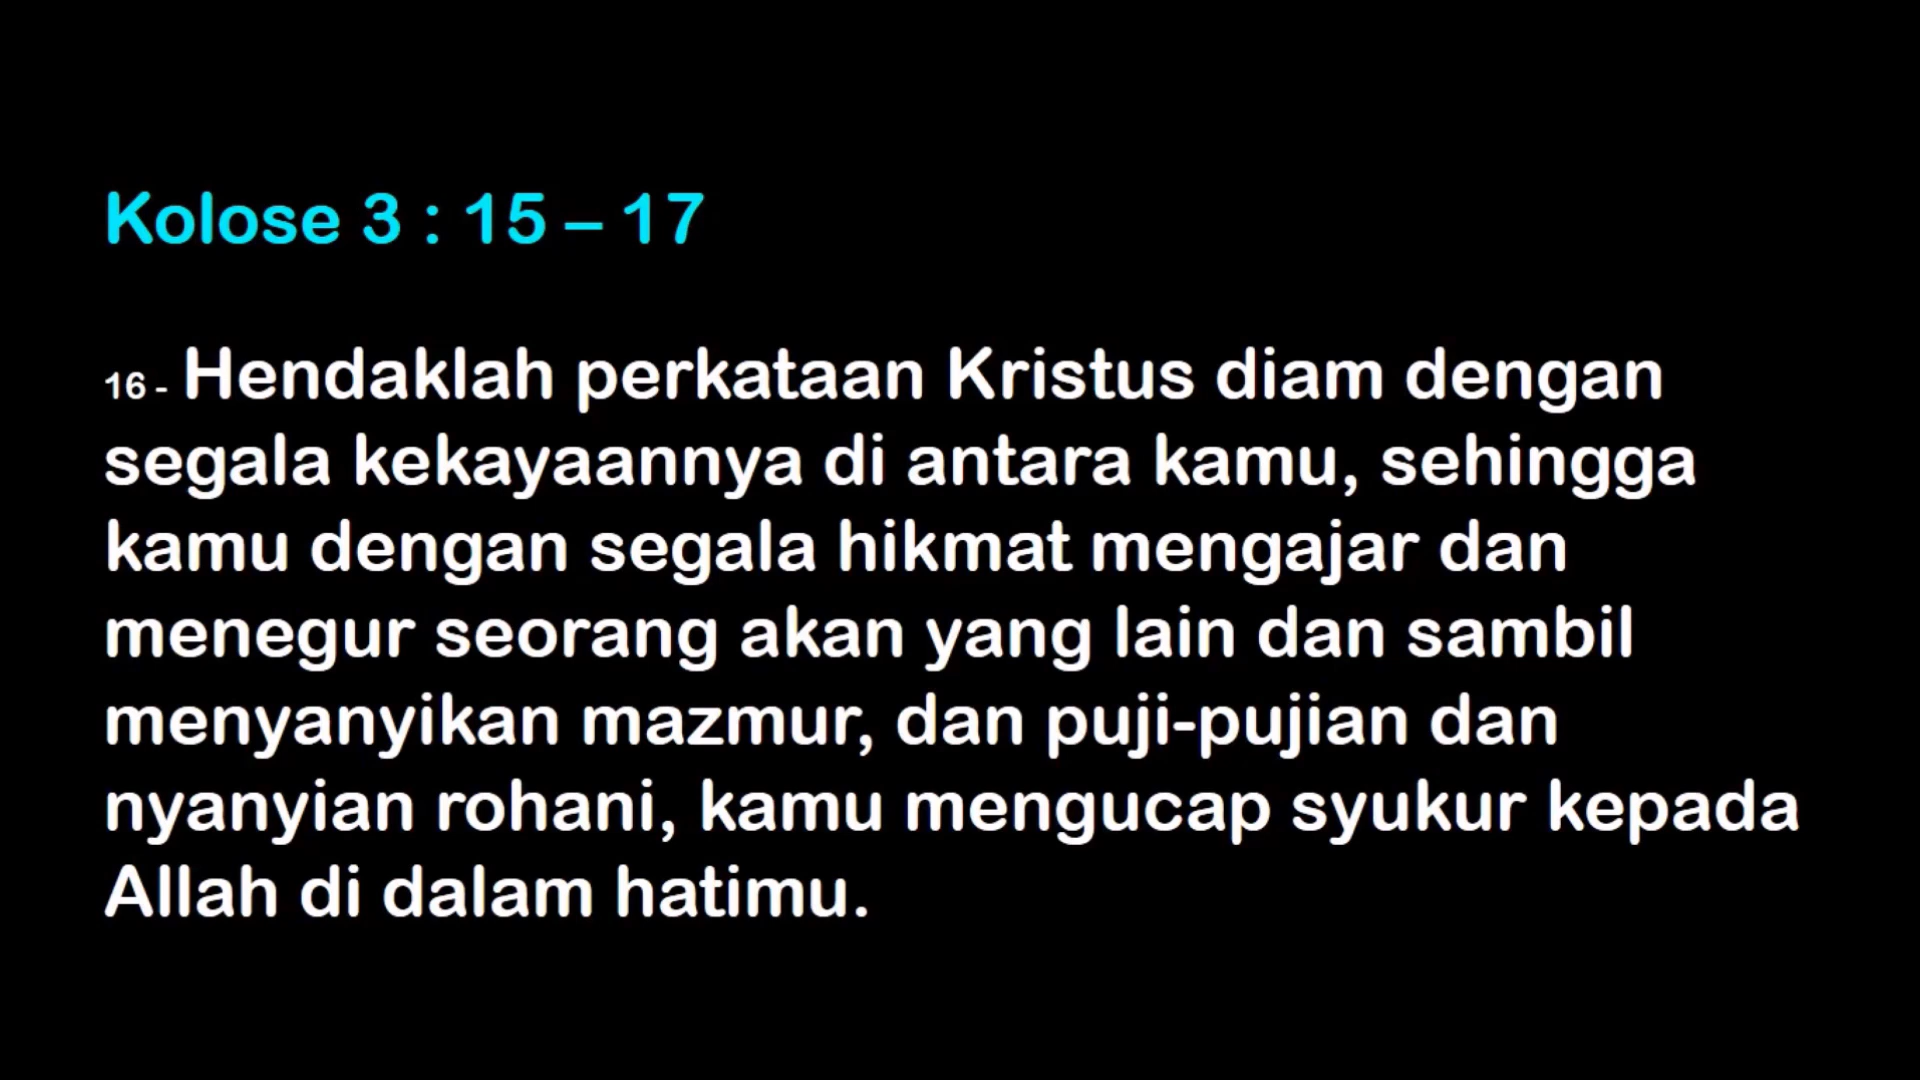 Kolose 3 : 15 – 17
16 - Hendaklah perkataan Kristus diam dengan
segala kekayaannya di antara kamu, sehingga
kamu dengan segala hikmat mengajar dan
menegur seorang akan yang lain dan sambil
menyanyikan mazmur, dan puji-pujian dan
nyanyian rohani, kamu mengucap syukur kepada
Allah di dalam hatimu.